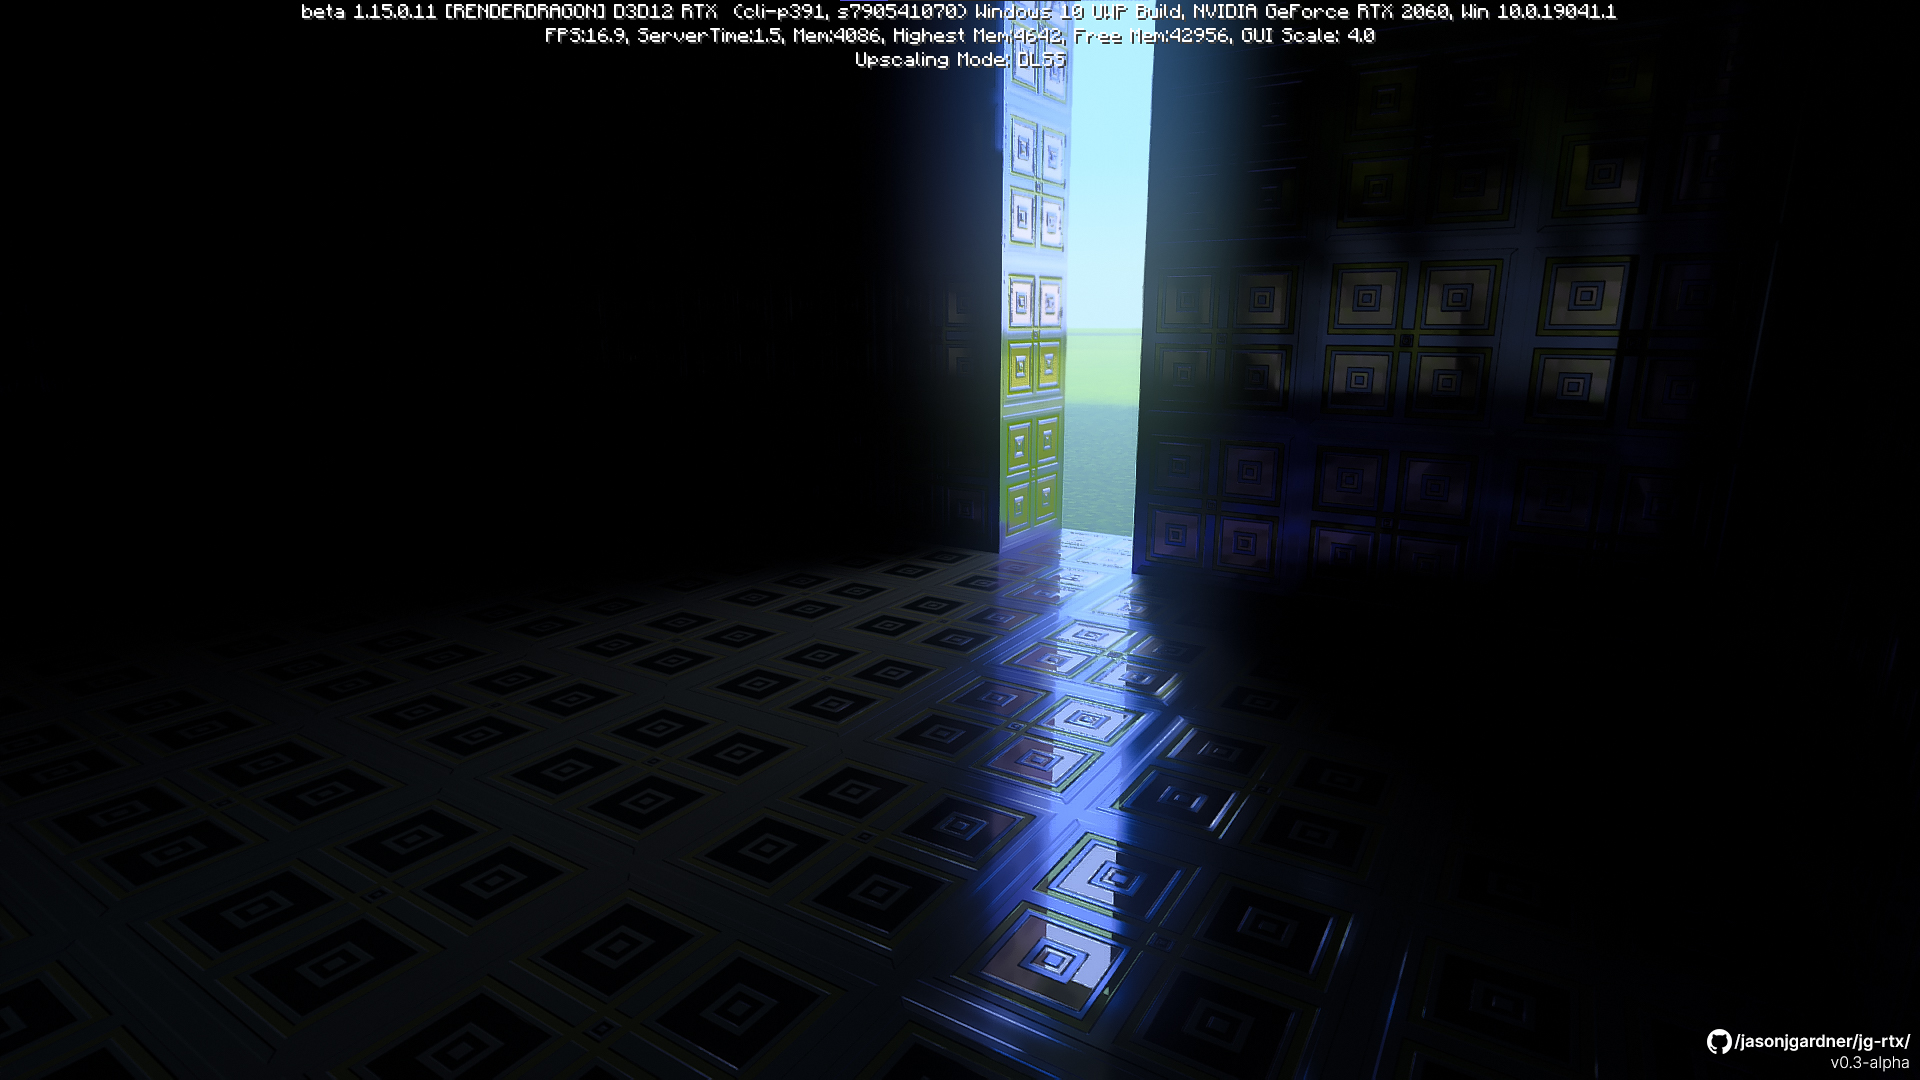 beta 1.15.0.11 [RENDERDRAGON] D3D12 RTX (cli-p391, s7905541070) Windows 10 UWP Build, NVIDIA GeForce RTX 2060, Win 10.0.19041.1
FPS:16.9, ServerTime:1.5, Mem:4086, Highest Mem:4642, Free Mem:42956, GUI Scale: 4.0
Upscaling Mode: DLSS
/jasonjgardner/jg-rtx/
v0.3-alpha